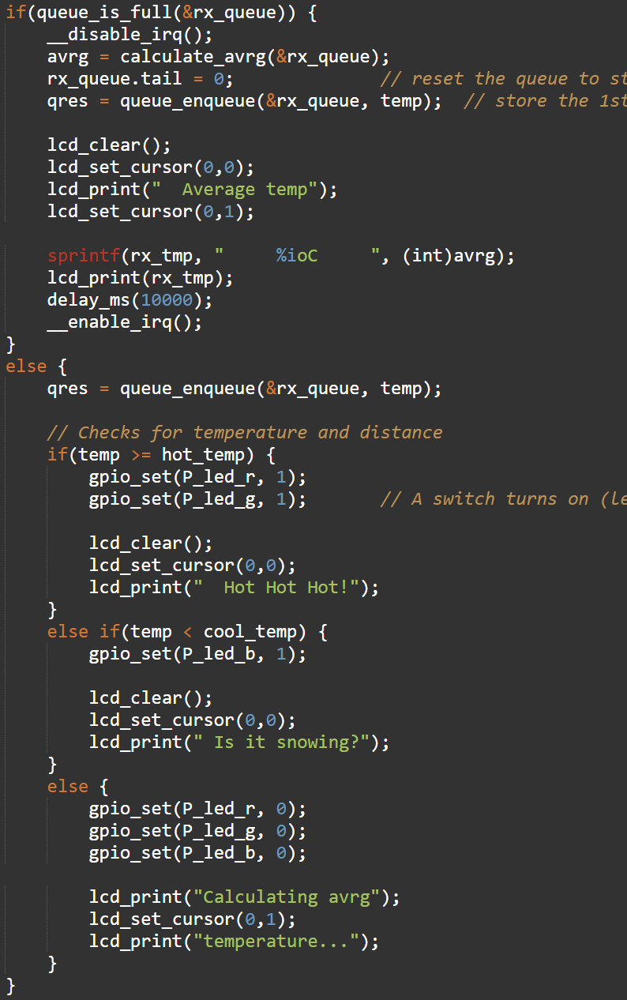 if(queue_is_full(&rx_queue)) {
    __disable_irq();
    avrg = calculate_avrg(&rx_queue);
    rx_queue.tail = 0;              // reset the queue to st
    qres = queue_enqueue(&rx_queue, temp);  // store the 1st

    lcd_clear();
    lcd_set_cursor(0,0);
    lcd_print("  Average temp");
    lcd_set_cursor(0,1);

    sprintf(rx_tmp, "     %ioC     ", (int)avrg);
    lcd_print(rx_tmp);
    delay_ms(10000);
    __enable_irq();
}
else {
    qres = queue_enqueue(&rx_queue, temp);

    // Checks for temperature and distance
    if(temp >= hot_temp) {
        gpio_set(P_led_r, 1);
        gpio_set(P_led_g, 1);       // A switch turns on (le

        lcd_clear();
        lcd_set_cursor(0,0);
        lcd_print("  Hot Hot Hot!");
    }
    else if(temp < cool_temp) {
        gpio_set(P_led_b, 1);

        lcd_clear();
        lcd_set_cursor(0,0);
        lcd_print(" Is it snowing?");
    }
    else {
        gpio_set(P_led_r, 0);
        gpio_set(P_led_g, 0);
        gpio_set(P_led_b, 0);

        lcd_print("Calculating avrg");
        lcd_set_cursor(0,1);
        lcd_print("temperature...");
    }
}